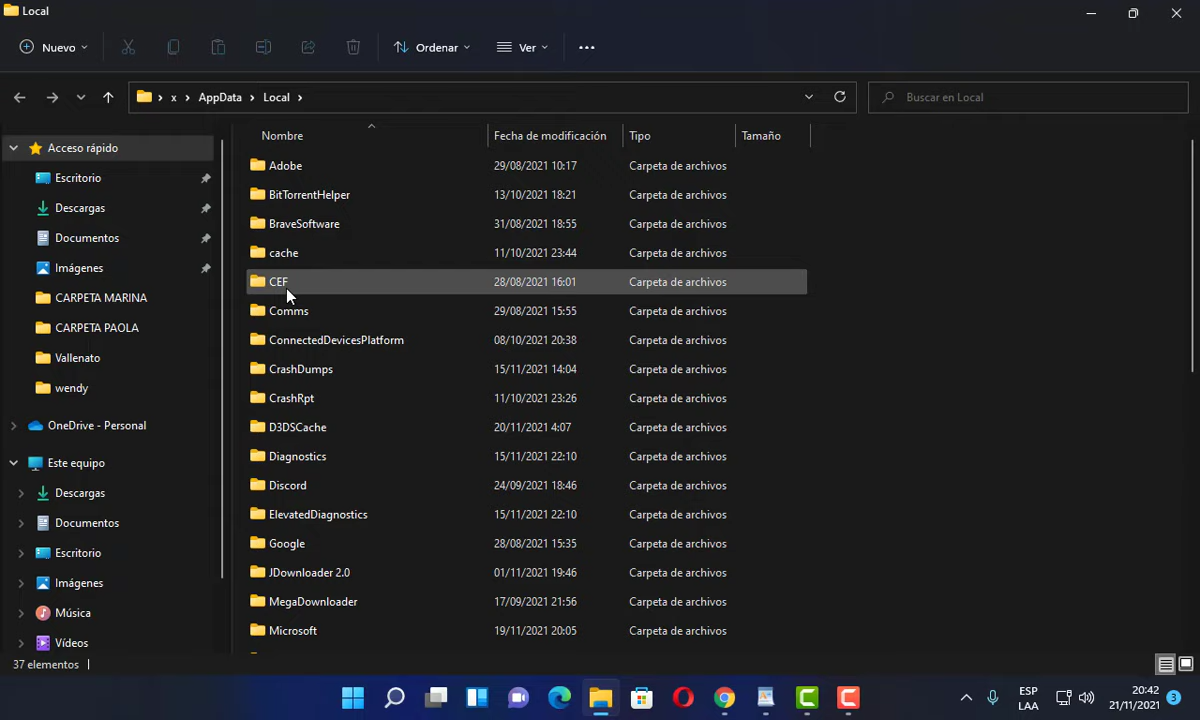 Local
Nuevo
Ordenar
Ver
x > AppData > Local >
Buscar en Local
Acceso rápido
Escritorio
Descargas
Documentos
Imágenes
CARPETA MARINA
CARPETA PAOLA
Vallenato
wendy
OneDrive - Personal
Este equipo
Descargas
Documentos
Escritorio
Imágenes
Música
Vídeos
Nombre Fecha de modificación Tipo Tamaño
Adobe 29/08/2021 10:17 Carpeta de archivos
BitTorrentHelper 13/10/2021 18:21 Carpeta de archivos
BraveSoftware 31/08/2021 18:55 Carpeta de archivos
cache 11/10/2021 23:44 Carpeta de archivos
CEF 28/08/2021 16:01 Carpeta de archivos
Comms 29/08/2021 15:55 Carpeta de archivos
ConnectedDevicesPlatform 08/10/2021 20:38 Carpeta de archivos
CrashDumps 15/11/2021 14:04 Carpeta de archivos
CrashRpt 11/10/2021 23:26 Carpeta de archivos
D3DSCache 20/11/2021 4:07 Carpeta de archivos
Diagnostics 15/11/2021 22:10 Carpeta de archivos
Discord 24/09/2021 18:46 Carpeta de archivos
ElevatedDiagnostics 15/11/2021 22:10 Carpeta de archivos
Google 28/08/2021 15:35 Carpeta de archivos
JDownloader 2.0 01/11/2021 19:46 Carpeta de archivos
MegaDownloader 17/09/2021 21:56 Carpeta de archivos
Microsoft 19/11/2021 20:05 Carpeta de archivos
37 elementos
ESP
LAA
20:42
21/11/2021
3